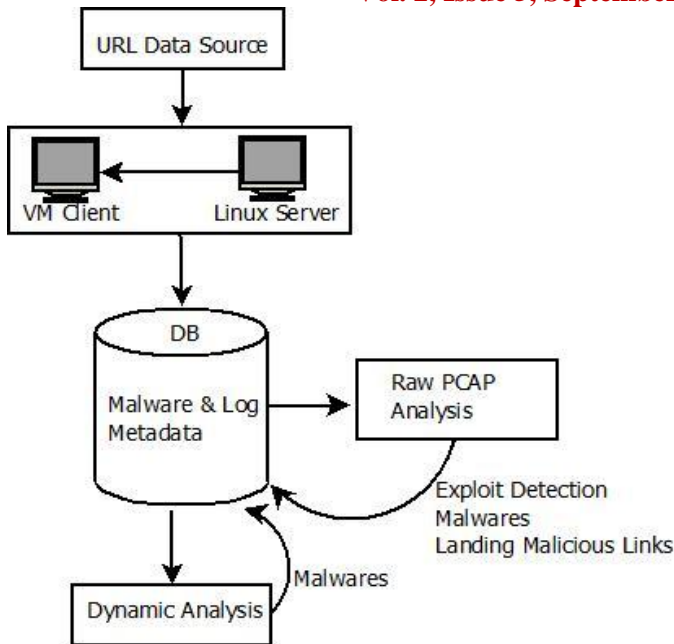 URL Data Source
VM Client
Linux Server
DB
Malware & Log
Metadata
Raw PCAP
Analysis
Exploit Detection
Malwares
Landing Malicious Links
Malwares
Dynamic Analysis